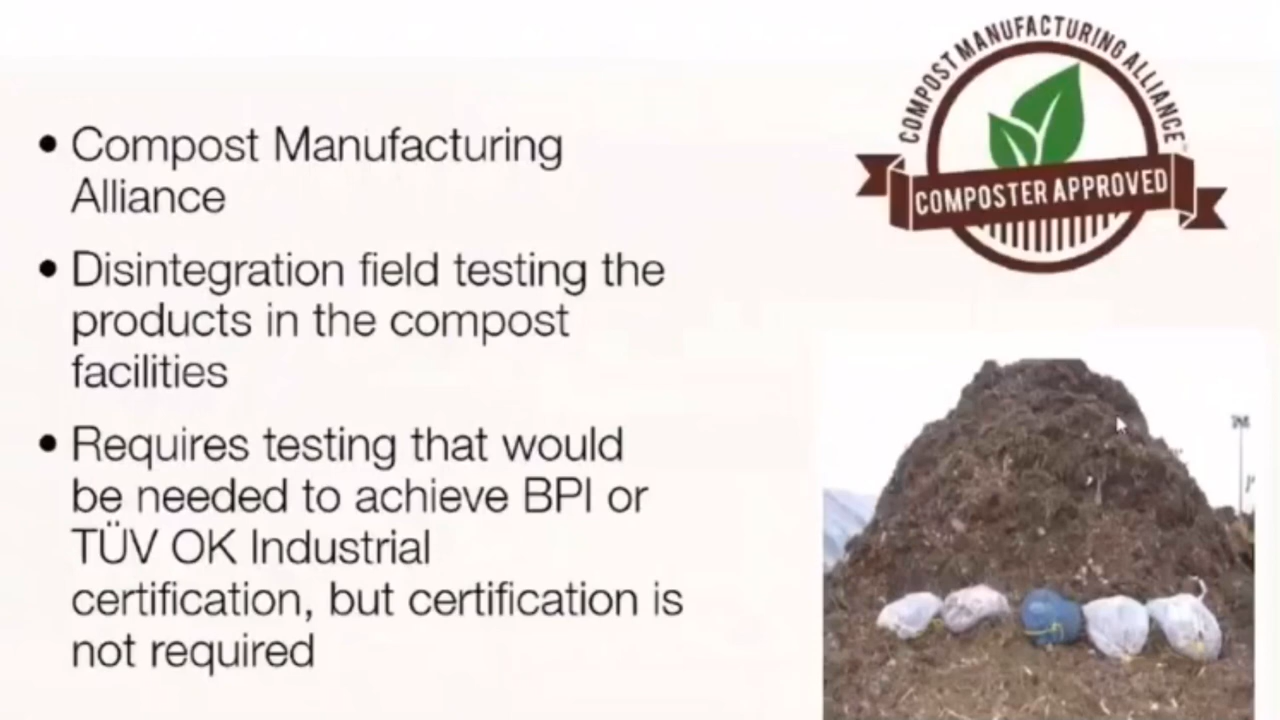 • Compost Manufacturing
Alliance
• Disintegration field testing the
products in the compost
facilities
• Requires testing that would
be needed to achieve BPI or
TÜV OK Industrial
certification, but certification is
not required
COMPOST MANUFACTURING ALLIANCE
COMPOSTER APPROVED